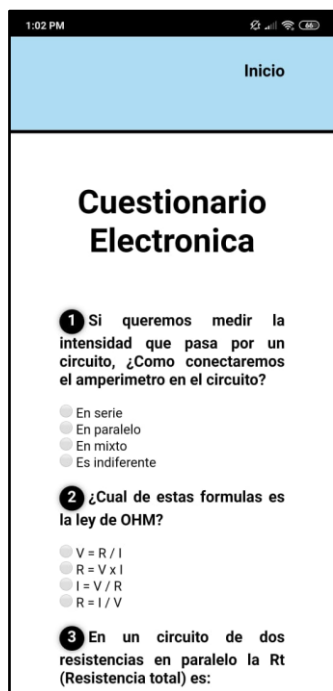 1:02 PM 66
Inicio
Cuestionario
Electronica
1 Si queremos medir la
intensidad que pasa por un
circuito, ¿Como conectaremos
el amperimetro en el circuito?
En serie
En paralelo
En mixto
Es indiferente
2 ¿Cual de estas formulas es
la ley de OHM?
V = R / I
R = V x I
I = V / R
R = I / V
3 En un circuito de dos
resistencias en paralelo la Rt
(Resistencia total) es: